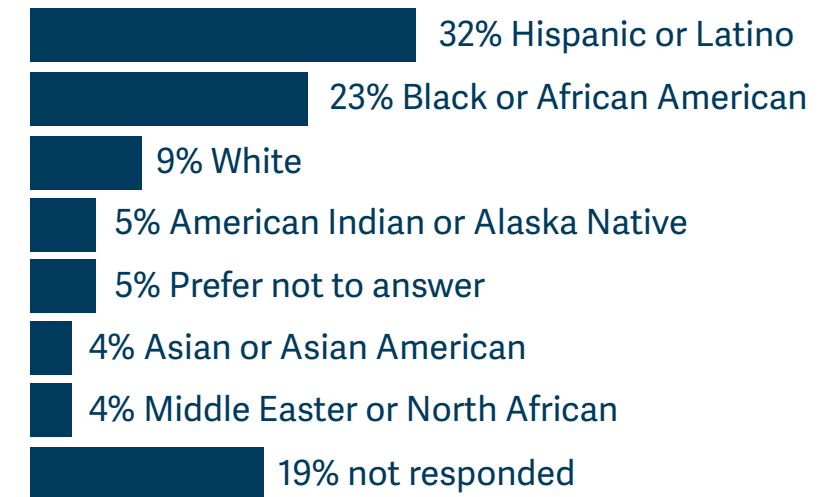 32% Hispanic or Latino
23% Black or African American
9% White
5% American Indian or Alaska Native
5% Prefer not to answer
4% Asian or Asian American
4% Middle Easter or North African
19% not responded